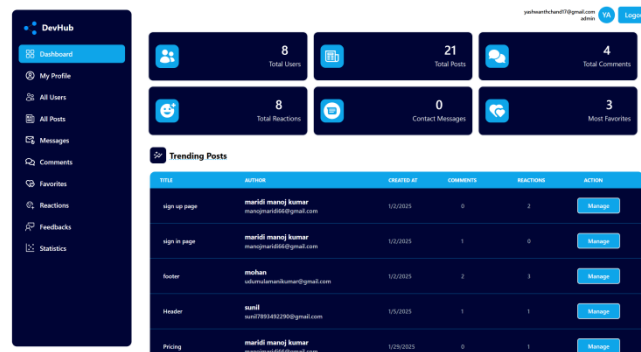 yashwanthchand17@gmail.com
admin
YA
Logo
DevHub
Dashboard
My Profile
All Users
All Posts
Messages
Comments
Favorites
Reactions
Feedbacks
Statistics
8
Total Users
21
Total Posts
4
Total Comments
8
Total Reactions
0
Contact Messages
3
Most Favorites
Trending Posts
TITLE AUTHOR CREATED AT COMMENTS REACTIONS ACTION
sign up page maridi manoj kumar 1/2/2025 0 2 Manage
manojmaridi66@gmail.com
sign in page maridi manoj kumar 1/2/2025 1 0 Manage
manojmaridi66@gmail.com
footer mohan 1/2/2025 2 3 Manage
udumulamanikumar@gmail.com
Header sunil 1/5/2025 1 1 Manage
sunil7893492290@gmail.com
Pricing maridi manoj kumar 1/29/2025 0 1 Manage
manojmaridi66@gmail.com